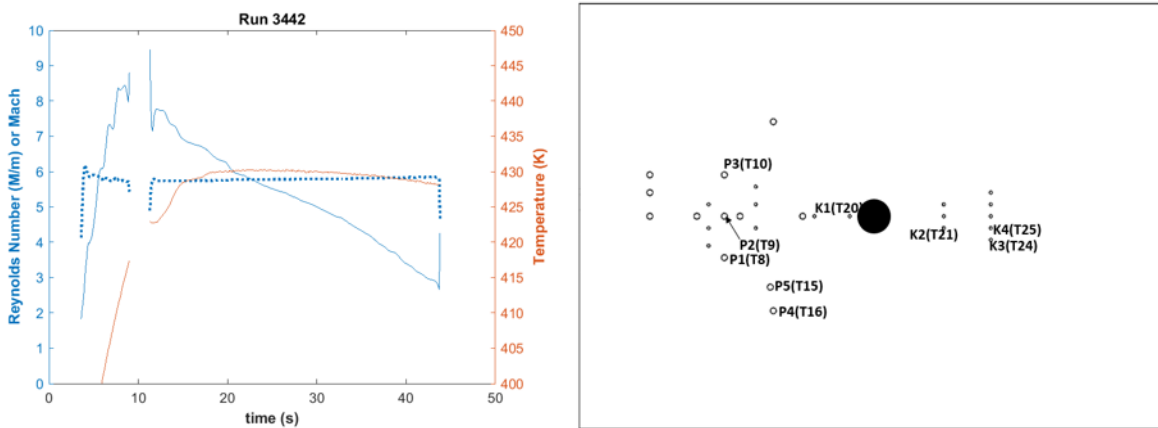 Run 3442
Reynolds Number (M/m) or Mach
10
9
8
7
6
5
4
3
2
1
0
450
445
440
435
430
425
420
415
410
405
400
Temperature (K)
0 10 20 30 40 50
time (s)
P3(T10)
K1(T20)
P2(T9)
P1(T8)
K2(T21)
K4(T25)
K3(T24)
P5(T15)
P4(T16)